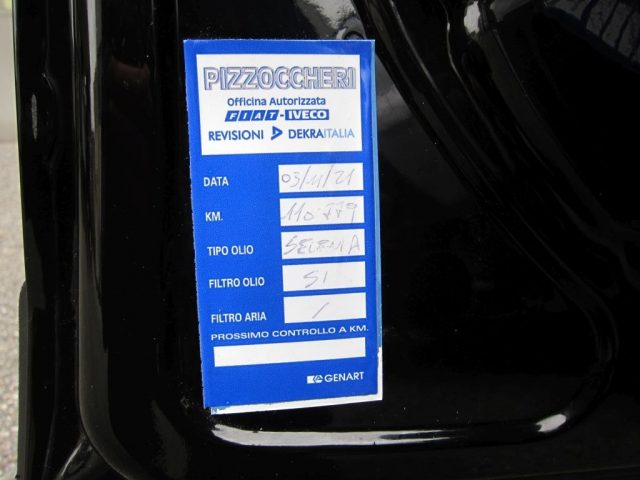 PIZZOCCHERI
Officina Autorizzata
FIAT-IVECO
REVISIONI DEKRA ITALIA
DATA 03/11/21
KM. 110 779
TIPO OLIO SELENIA
FILTRO OLIO SI
FILTRO ARIA /
PROSSIMO CONTROLLO A KM.
GENART